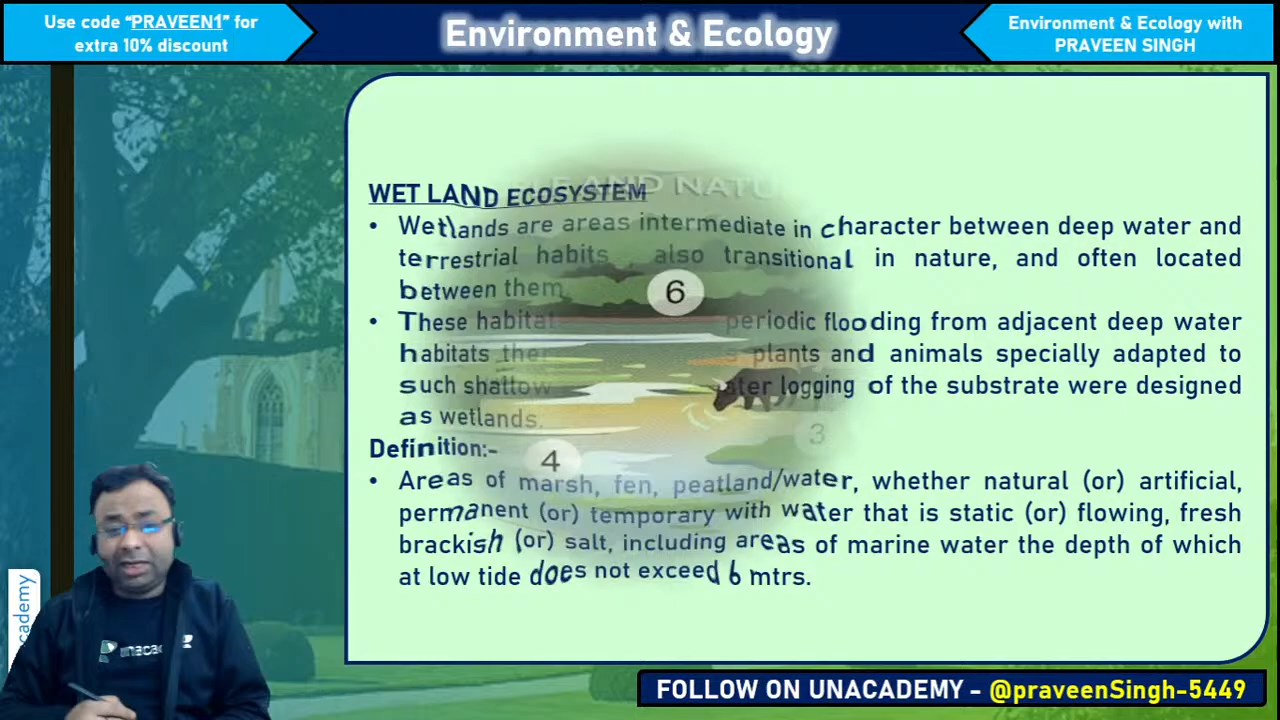 Use code “PRAVEEN1” for
extra 10% discount
Environment & Ecology
Environment & Ecology with
PRAVEEN SINGH
WET LAND ECOSYSTEM
• Wetlands are areas intermediate in character between deep water and
terrestrial habits also transitional in nature, and often located
between them.
• These habitat periodic flooding from adjacent deep water
habitats plants and animals specially adapted to
such shallow logging of the substrate were designed
as wetlands.
Definition:-
• Areas of marsh, fen, peatland/water, whether natural (or) artificial,
permanent (or) temporary with water that is static (or) flowing, fresh
brackish (or) salt, including areas of marine water the depth of which
at low tide does not exceed 6 mtrs.
6
4
3
cademy
unaca
FOLLOW ON UNACADEMY - @praveenSingh-5449